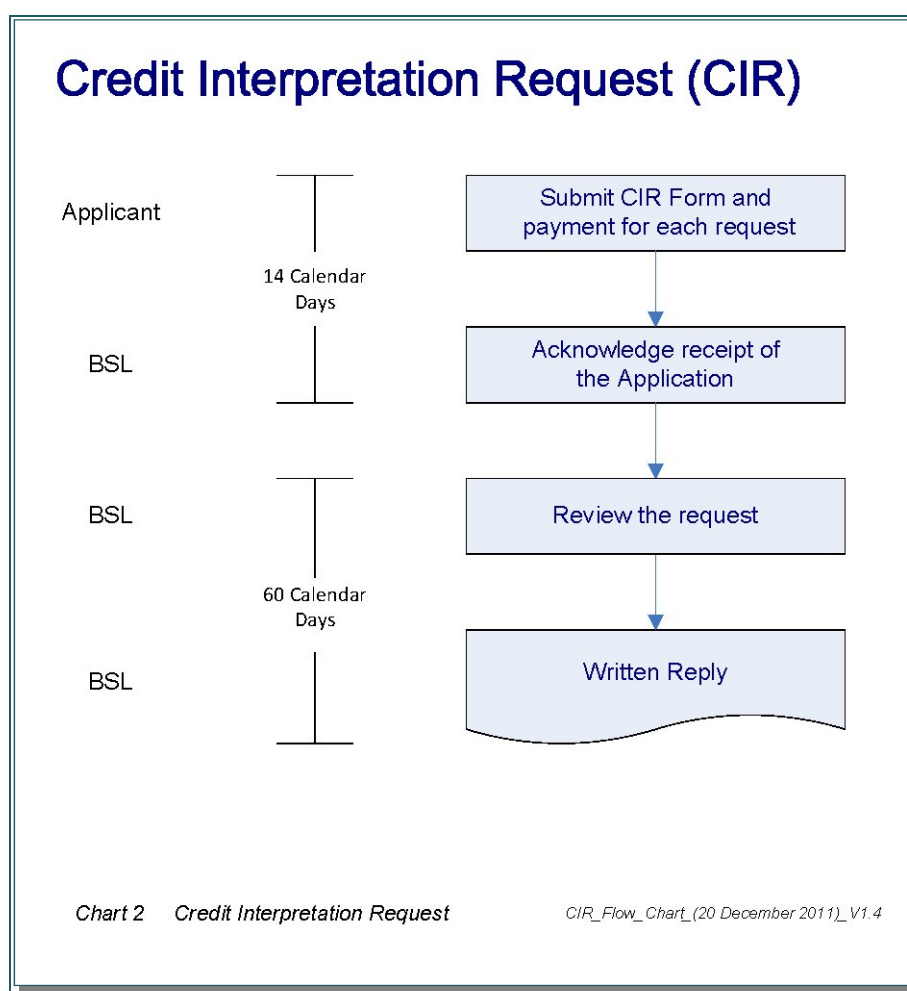 Credit Interpretation Request (CIR)
Applicant
Submit CIR Form and
payment for each request
14 Calendar
Days
BSL
Acknowledge receipt of
the Application
BSL
Review the request
60 Calendar
Days
BSL
Written Reply
Chart 2 Credit Interpretation Request
CIR_Flow_Chart_(20 December 2011)_V1.4